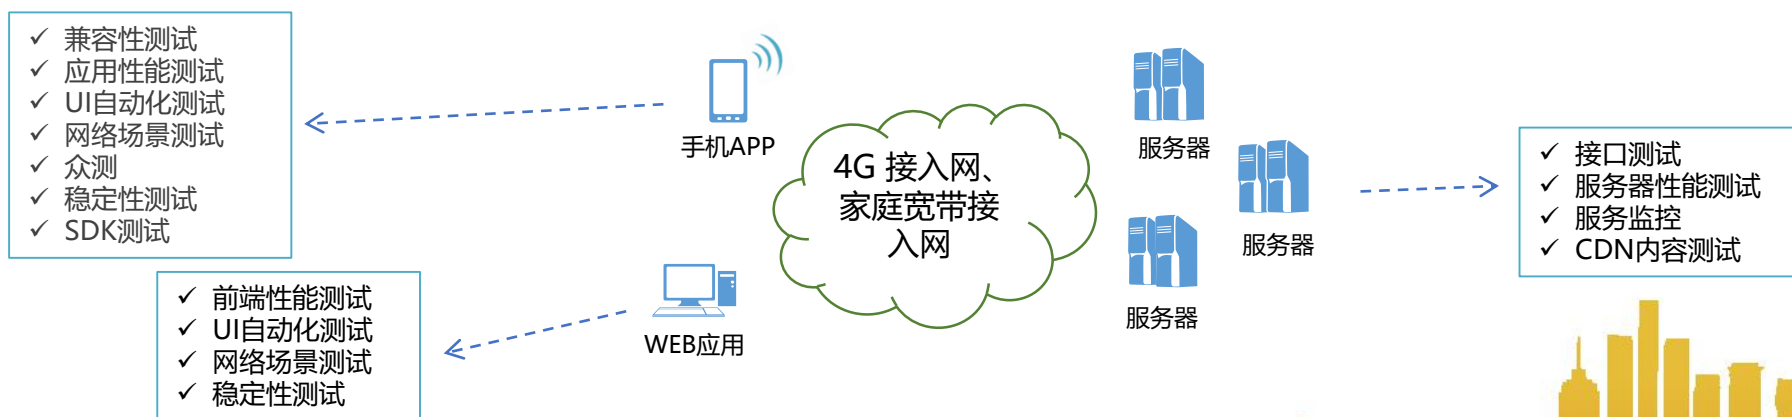 ✓ 兼容性测试
✓ 应用性能测试
✓ UI自动化测试
✓ 网络场景测试
✓ 众测
✓ 稳定性测试
✓ SDK测试
手机APP
4G 接入网、
家庭宽带接
入网
服务器
服务器
服务器
✓ 接口测试
✓ 服务器性能测试
✓ 服务监控
✓ CDN内容测试
✓ 前端性能测试
✓ UI自动化测试
✓ 网络场景测试
✓ 稳定性测试
WEB应用